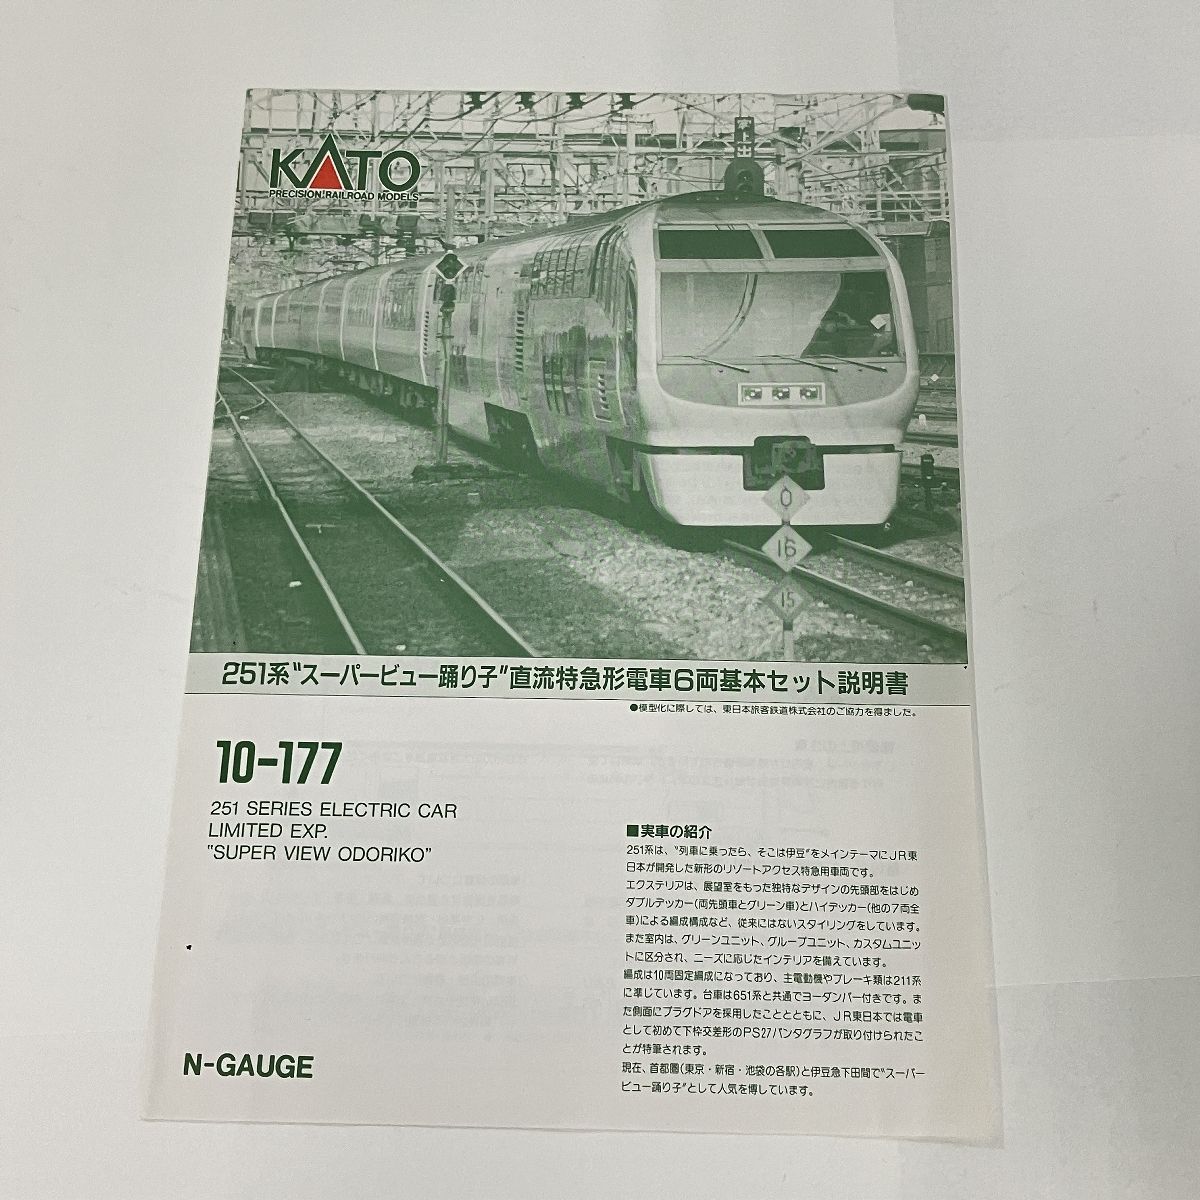 KATO
PRECISION RAILROAD MODELS
0
16
15
251系"スーパービュー踊り子"直流特急形電車6両基本セット説明書
●模型化に際しては、東日本旅客鉄道株式会社のご協力を得ました。
10-177
251 SERIES ELECTRIC CAR
LIMITED EXP.
"SUPER VIEW ODORIKO"
■実車の紹介
251系は、"列車に乗ったら、そこは伊豆"をメインテーマにJR東
日本が開発した新形のリゾートアクセス特急用車両です。
エクステリアは、展望室をもった独特なデザインの先頭部をはじめ
ダブルデッカー(両先頭車とグリーン車)とハイデッカー(他の7両全
車)による編成構成など、従来にはないスタイリングをしています。
また室内は、グリーンユニット、グループユニット、カスタムユニッ
トに区分され、ニーズに応じたインテリアを備えています。
編成は10両固定編成になっており、主電動機やブレーキ類は211系
に準じています。台車は651系と共通でヨーダンパー付きです。ま
た側面にプラグドアを採用したこととともに、JR東日本では電車
として初めて下枠交差形のPS27パンタグラフが取り付けられたこ
とが特筆されます。
現在、首都圏(東京・新宿・池袋の各駅)と伊豆急下田間で"スーパー
ビュー踊り子"として人気を博しています。
N-GAUGE